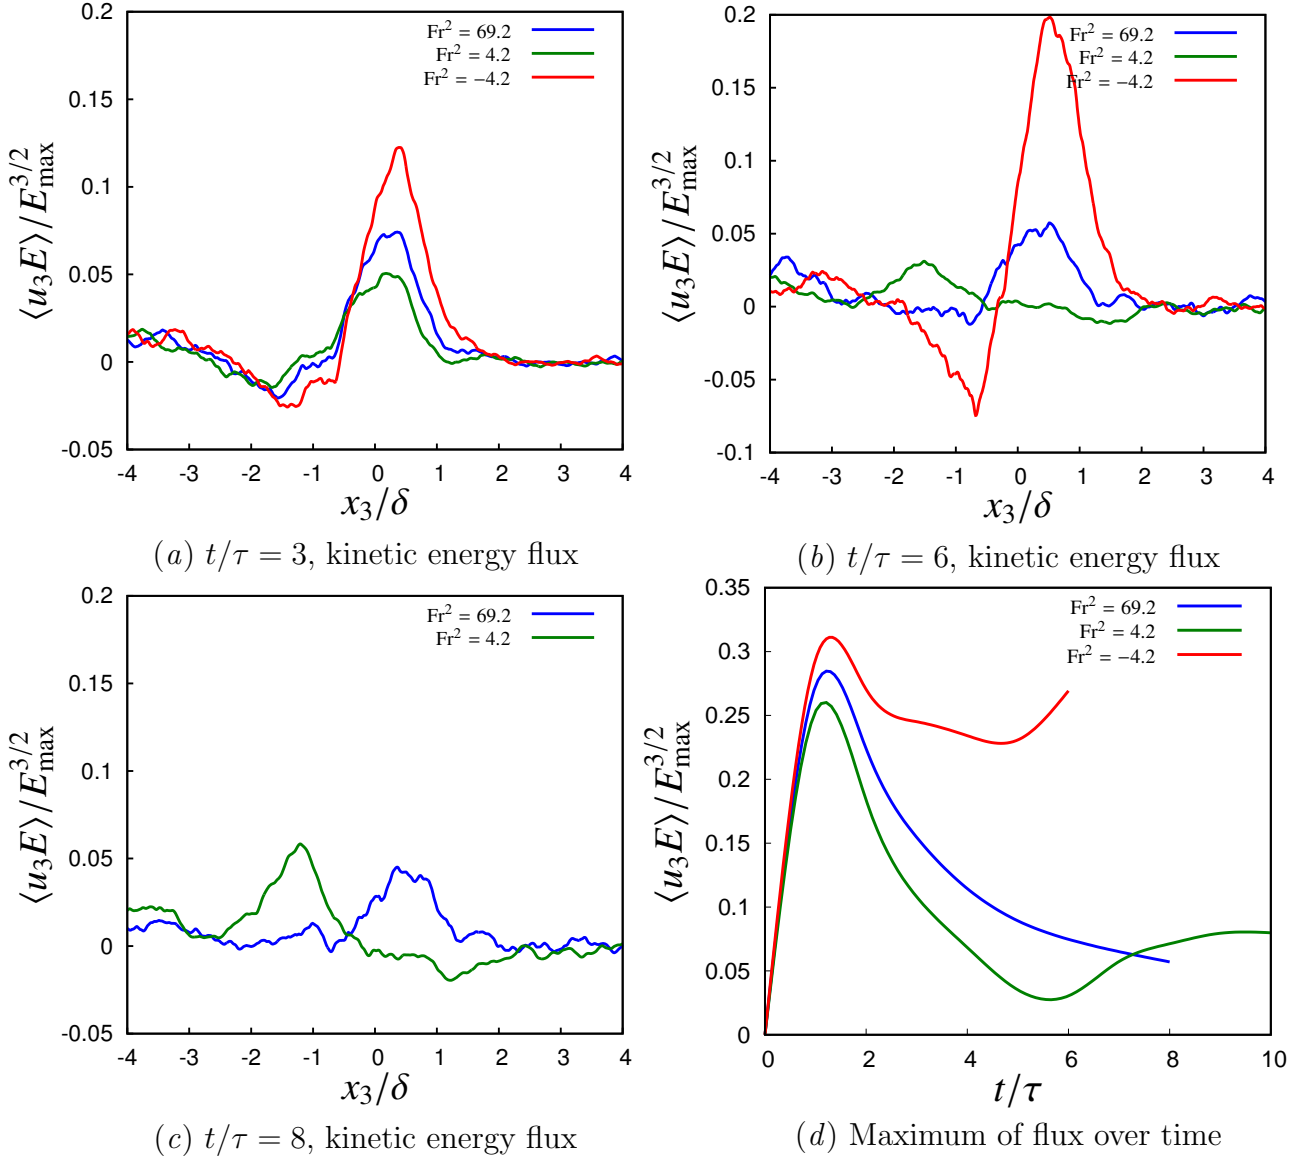 Fr² = 69.2
Fr² = 4.2
Fr² = −4.2
0.2
0.15
0.1
0.05
0
-0.05
⟨u₃E⟩/E_max^{3/2}
-4 -3 -2 -1 0 1 2 3 4
x₃/δ
(a) t/τ = 3, kinetic energy flux
Fr² = 69.2
Fr² = 4.2
Fr² = −4.2
0.2
0.15
0.1
0.05
0
-0.05
-0.1
⟨u₃E⟩/E_max^{3/2}
-4 -3 -2 -1 0 1 2 3 4
x₃/δ
(b) t/τ = 6, kinetic energy flux
Fr² = 69.2
Fr² = 4.2
0.2
0.15
0.1
0.05
0
-0.05
⟨u₃E⟩/E_max^{3/2}
-4 -3 -2 -1 0 1 2 3 4
x₃/δ
(c) t/τ = 8, kinetic energy flux
Fr² = 69.2
Fr² = 4.2
Fr² = −4.2
0.35
0.3
0.25
0.2
0.15
0.1
0.05
0
⟨u₃E⟩/E_max^{3/2}
0 2 4 6 8 10
t/τ
(d) Maximum of flux over time